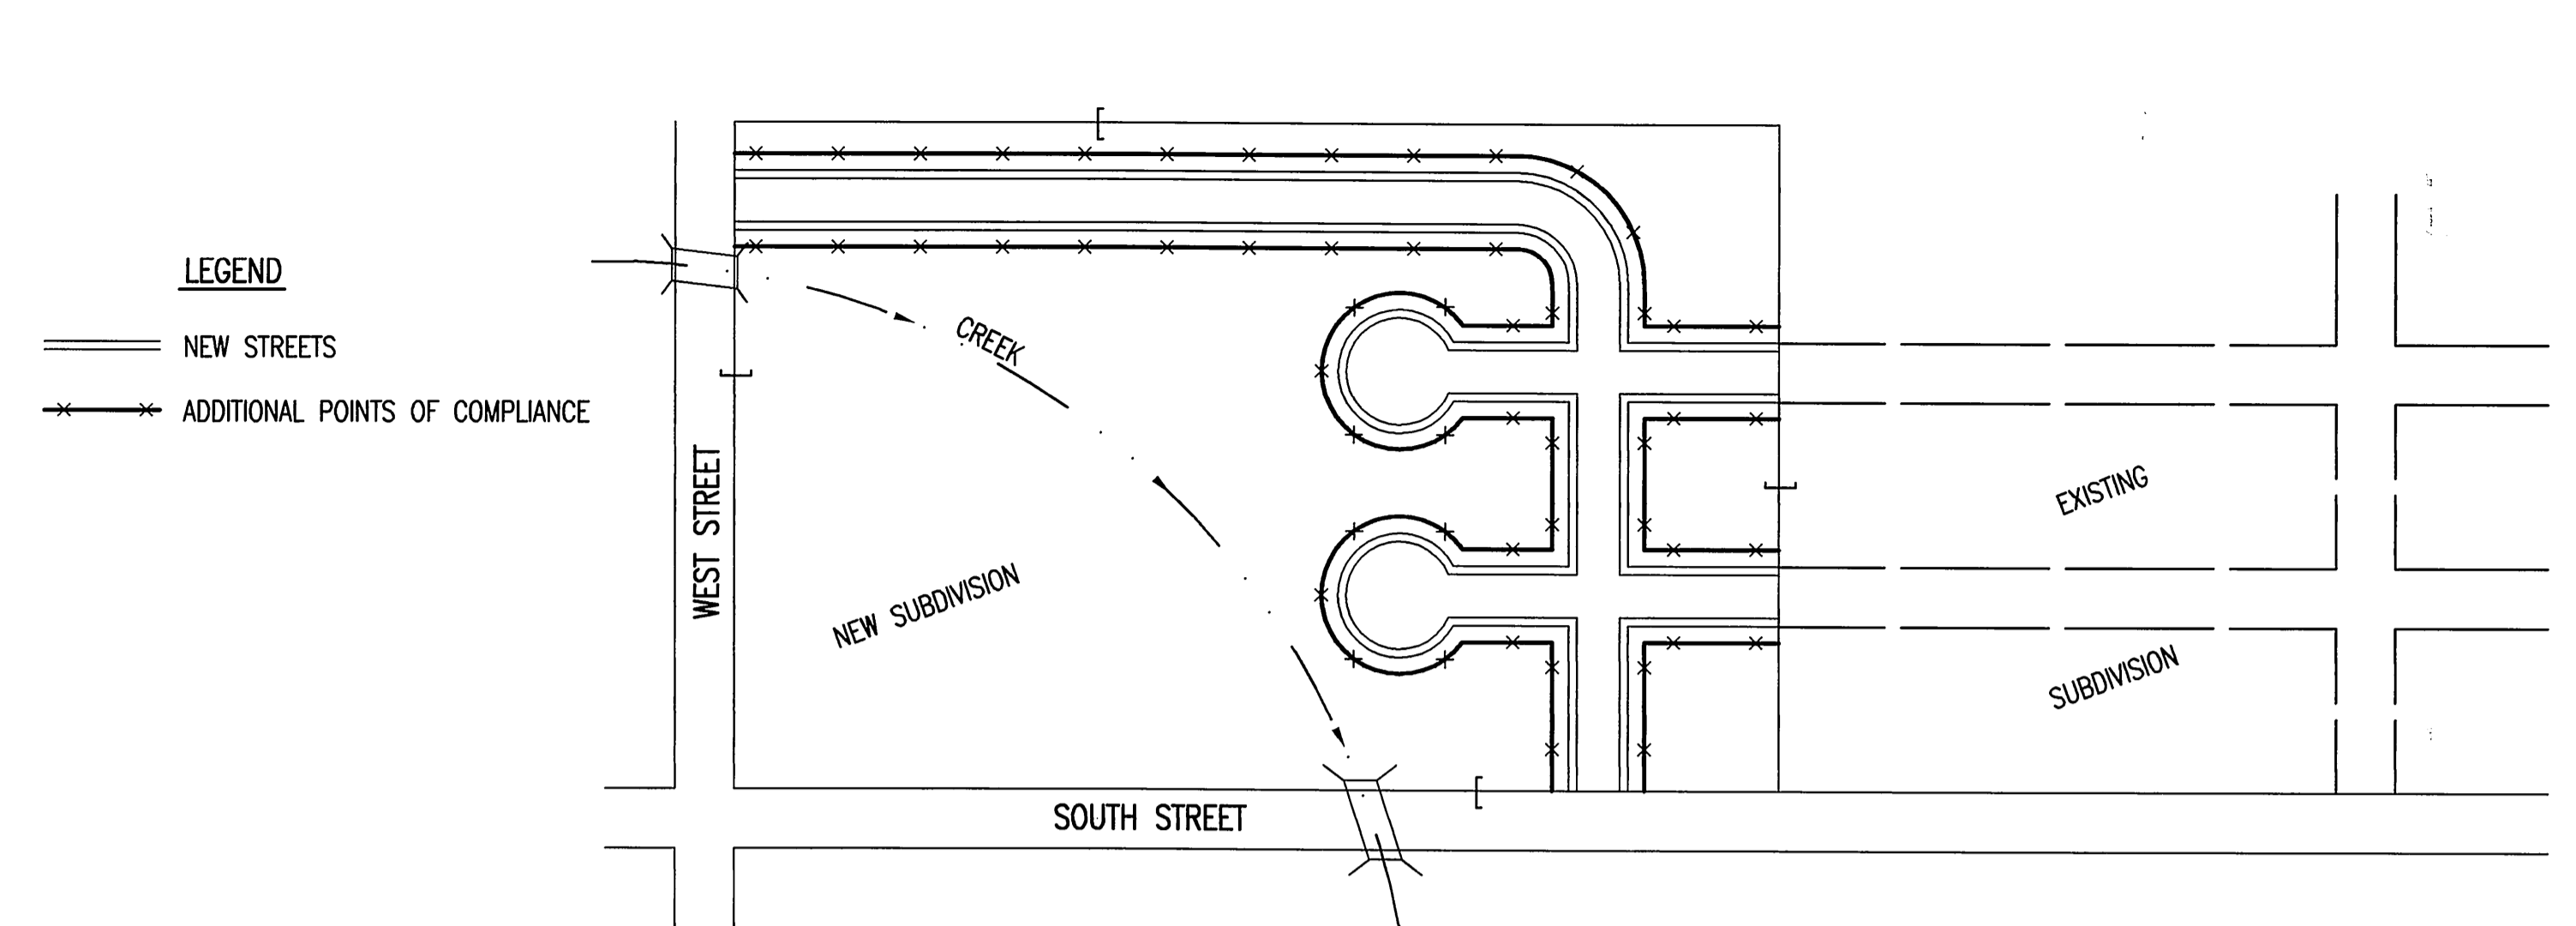 LEGEND
NEW STREETS
ADDITIONAL POINTS OF COMPLIANCE
WEST STREET
CREEK
NEW SUBDIVISION
SOUTH STREET
EXISTING
SUBDIVISION